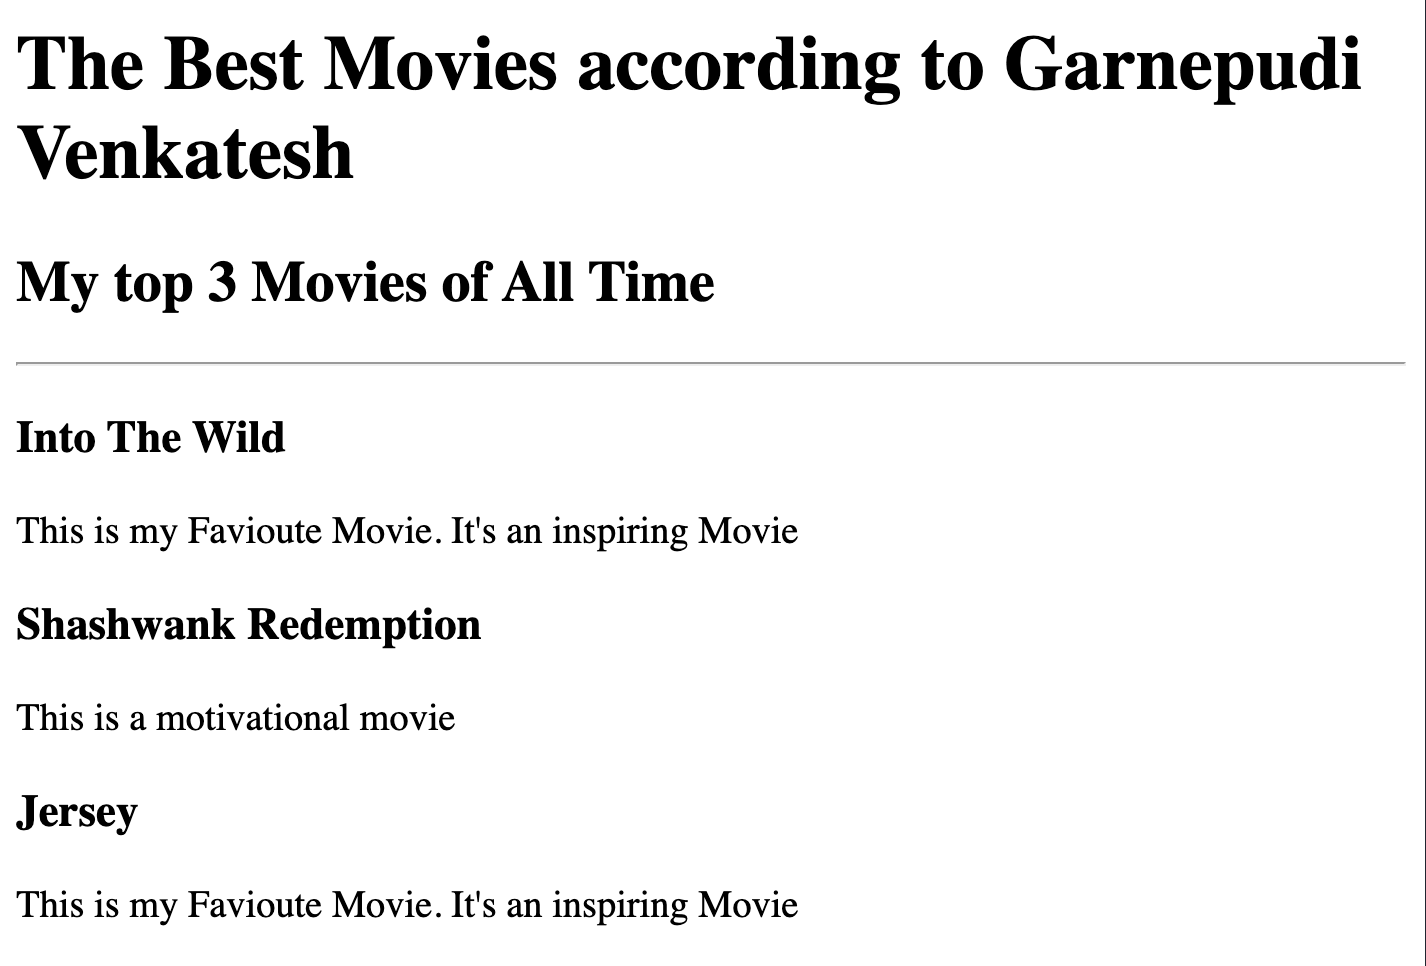 The Best Movies according to Garnepudi
Venkatesh
My top 3 Movies of All Time
Into The Wild
This is my Favioute Movie. It's an inspiring Movie
Shashwank Redemption
This is a motivational movie
Jersey
This is my Favioute Movie. It's an inspiring Movie